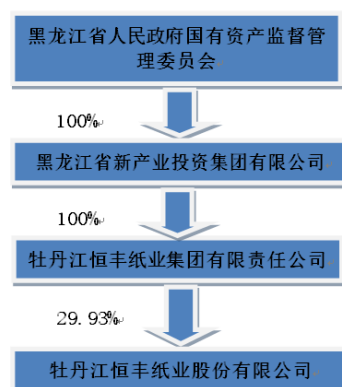 黑龙江省人民政府国有资产监督管
理委员会
100%
黑龙江省新产业投资集团有限公司
100%
牡丹江恒丰纸业集团有限责任公司
29.93%
牡丹江恒丰纸业股份有限公司